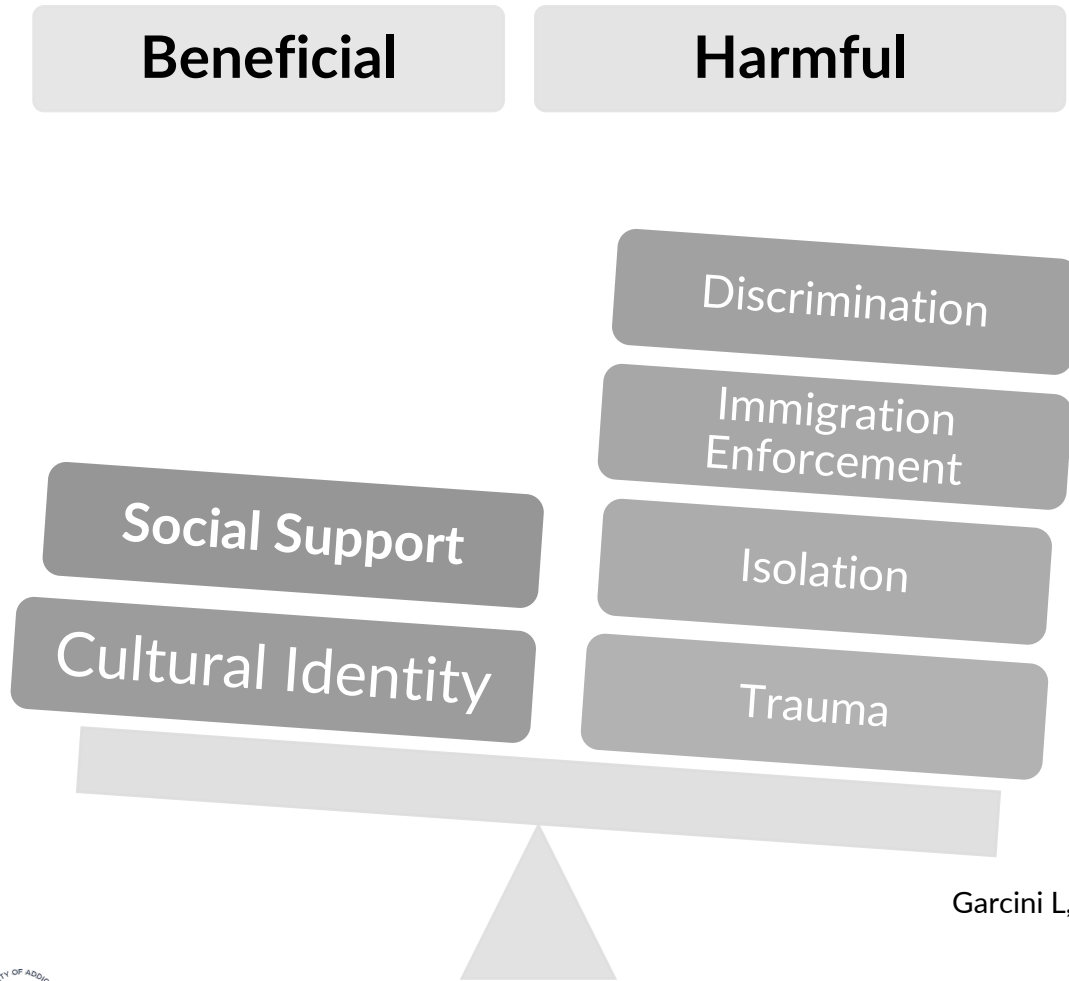 Beneficial
Harmful
Discrimination
Immigration
Enforcement
Isolation
Trauma
Social Support
Cultural Identity
Garcini L,